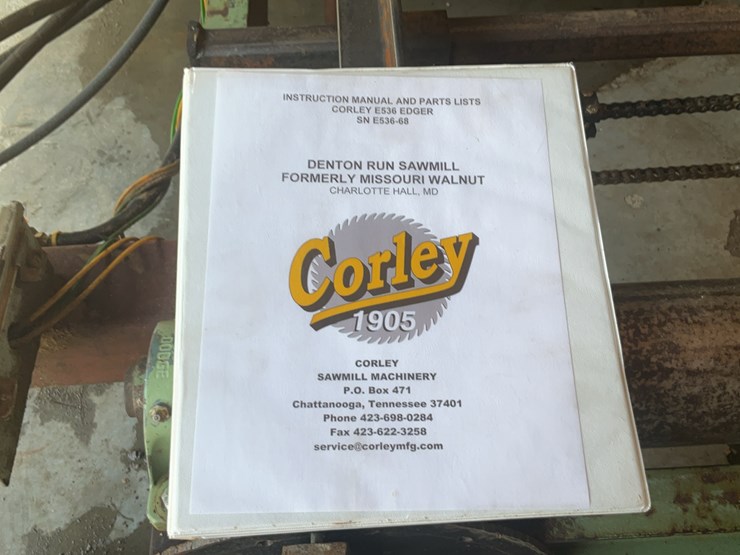 INSTRUCTION MANUAL AND PARTS LISTS
CORLEY E536 EDGER
SN E536-68
DENTON RUN SAWMILL
FORMERLY MISSOURI WALNUT
CHARLOTTE HALL, MD
Corley
1905
CORLEY
SAWMILL MACHINERY
P.O. Box 471
Chattanooga, Tennessee 37401
Phone 423-698-0284
Fax 423-622-3258
service@corleymfg.com
DODGE